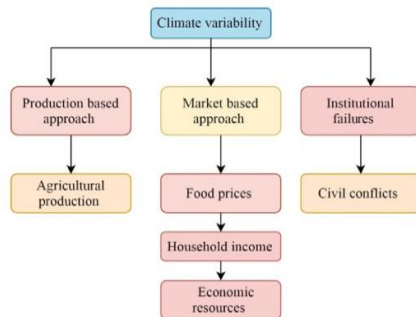 Climate variability
Production based
approach
Market based
approach
Institutional
failures
Agricultural
production
Food prices
Civil conflicts
Household income
Economic
resources